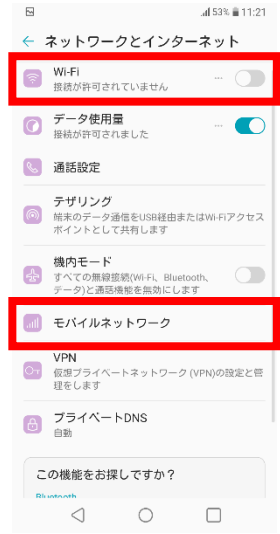 53% 11:21
ネットワークとインターネット
Wi-Fi
接続が許可されていません
データ使用量
接続が許可されました
通話設定
テザリング
端末のデータ通信をUSB経由またはWi-Fiアクセス
ポイントとして共有します
機内モード
すべての無線接続(Wi-Fi、Bluetooth、
データ)と通話機能を無効にします
モバイルネットワーク
VPN
仮想プライベートネットワーク (VPN)の設定と管
理をします
プライベートDNS
自動
この機能をお探しですか？
Bluetooth